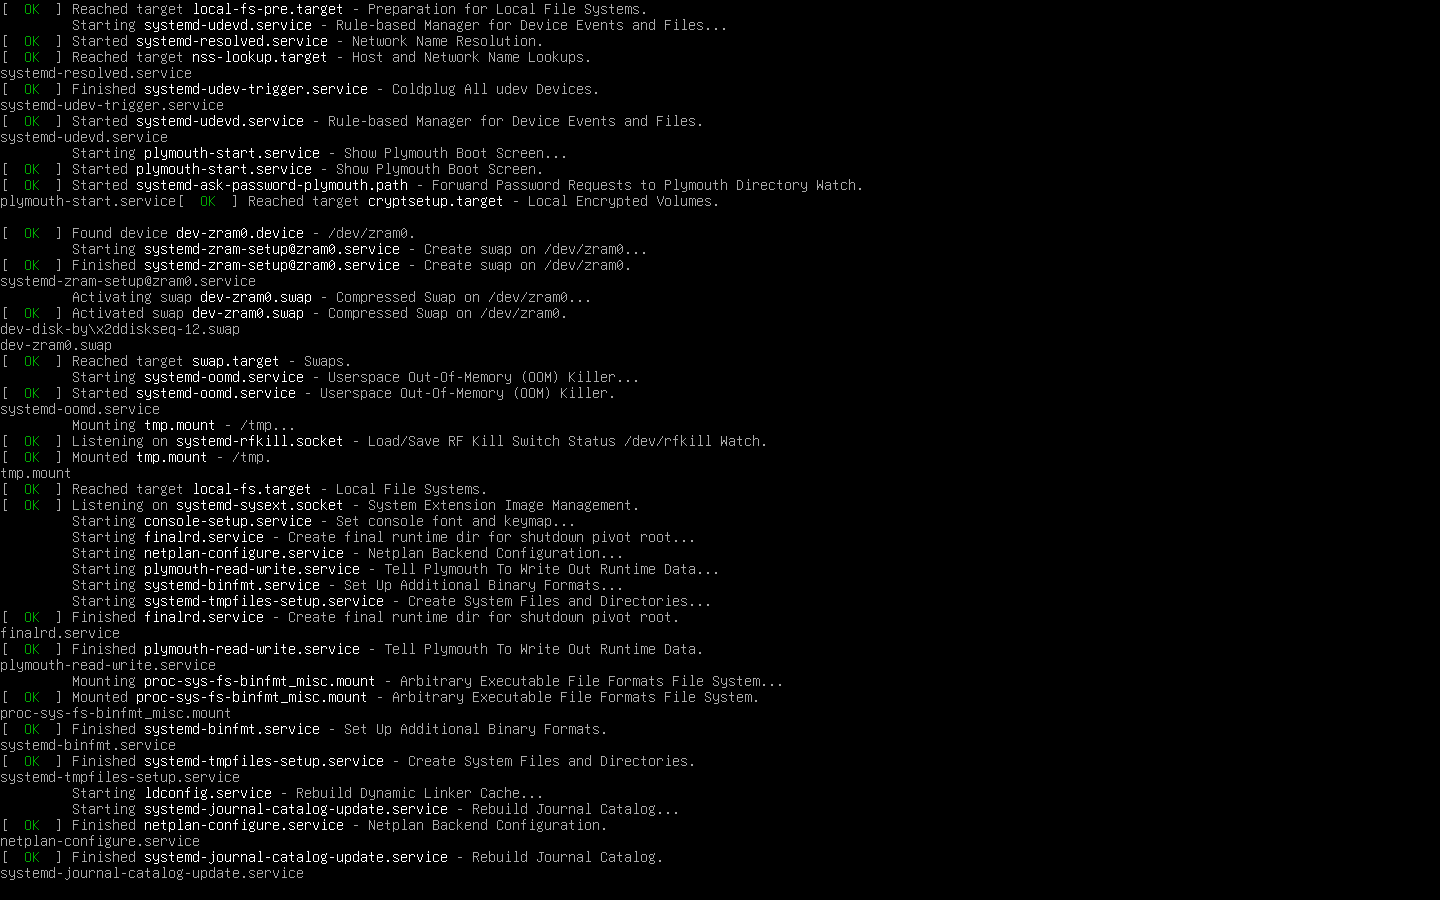 [  OK  ] Reached target local-fs-pre.target - Preparation for Local File Systems.
         Starting systemd-udevd.service - Rule-based Manager for Device Events and Files...
[  OK  ] Started systemd-resolved.service - Network Name Resolution.
[  OK  ] Reached target nss-lookup.target - Host and Network Name Lookups.
systemd-resolved.service
[  OK  ] Finished systemd-udev-trigger.service - Coldplug All udev Devices.
systemd-udev-trigger.service
[  OK  ] Started systemd-udevd.service - Rule-based Manager for Device Events and Files.
systemd-udevd.service
         Starting plymouth-start.service - Show Plymouth Boot Screen...
[  OK  ] Started plymouth-start.service - Show Plymouth Boot Screen.
[  OK  ] Started systemd-ask-password-plymouth.path - Forward Password Requests to Plymouth Directory Watch.
plymouth-start.service[  OK  ] Reached target cryptsetup.target - Local Encrypted Volumes.

[  OK  ] Found device dev-zram0.device - /dev/zram0.
         Starting systemd-zram-setup@zram0.service - Create swap on /dev/zram0...
[  OK  ] Finished systemd-zram-setup@zram0.service - Create swap on /dev/zram0.
systemd-zram-setup@zram0.service
         Activating swap dev-zram0.swap - Compressed Swap on /dev/zram0...
[  OK  ] Activated swap dev-zram0.swap - Compressed Swap on /dev/zram0.
dev-disk-by\x2ddiskseq-12.swap
dev-zram0.swap
[  OK  ] Reached target swap.target - Swaps.
         Starting systemd-oomd.service - Userspace Out-Of-Memory (OOM) Killer...
[  OK  ] Started systemd-oomd.service - Userspace Out-Of-Memory (OOM) Killer.
systemd-oomd.service
         Mounting tmp.mount - /tmp...
[  OK  ] Listening on systemd-rfkill.socket - Load/Save RF Kill Switch Status /dev/rfkill Watch.
[  OK  ] Mounted tmp.mount - /tmp.
tmp.mount
[  OK  ] Reached target local-fs.target - Local File Systems.
[  OK  ] Listening on systemd-sysext.socket - System Extension Image Management.
         Starting console-setup.service - Set console font and keymap...
         Starting finalrd.service - Create final runtime dir for shutdown pivot root...
         Starting netplan-configure.service - Netplan Backend Configuration...
         Starting plymouth-read-write.service - Tell Plymouth To Write Out Runtime Data...
         Starting systemd-binfmt.service - Set Up Additional Binary Formats...
         Starting systemd-tmpfiles-setup.service - Create System Files and Directories...
[  OK  ] Finished finalrd.service - Create final runtime dir for shutdown pivot root.
finalrd.service
[  OK  ] Finished plymouth-read-write.service - Tell Plymouth To Write Out Runtime Data.
plymouth-read-write.service
         Mounting proc-sys-fs-binfmt_misc.mount - Arbitrary Executable File Formats File System...
[  OK  ] Mounted proc-sys-fs-binfmt_misc.mount - Arbitrary Executable File Formats File System.
proc-sys-fs-binfmt_misc.mount
[  OK  ] Finished systemd-binfmt.service - Set Up Additional Binary Formats.
systemd-binfmt.service
[  OK  ] Finished systemd-tmpfiles-setup.service - Create System Files and Directories.
systemd-tmpfiles-setup.service
         Starting ldconfig.service - Rebuild Dynamic Linker Cache...
         Starting systemd-journal-catalog-update.service - Rebuild Journal Catalog...
[  OK  ] Finished netplan-configure.service - Netplan Backend Configuration.
netplan-configure.service
[  OK  ] Finished systemd-journal-catalog-update.service - Rebuild Journal Catalog.
systemd-journal-catalog-update.service